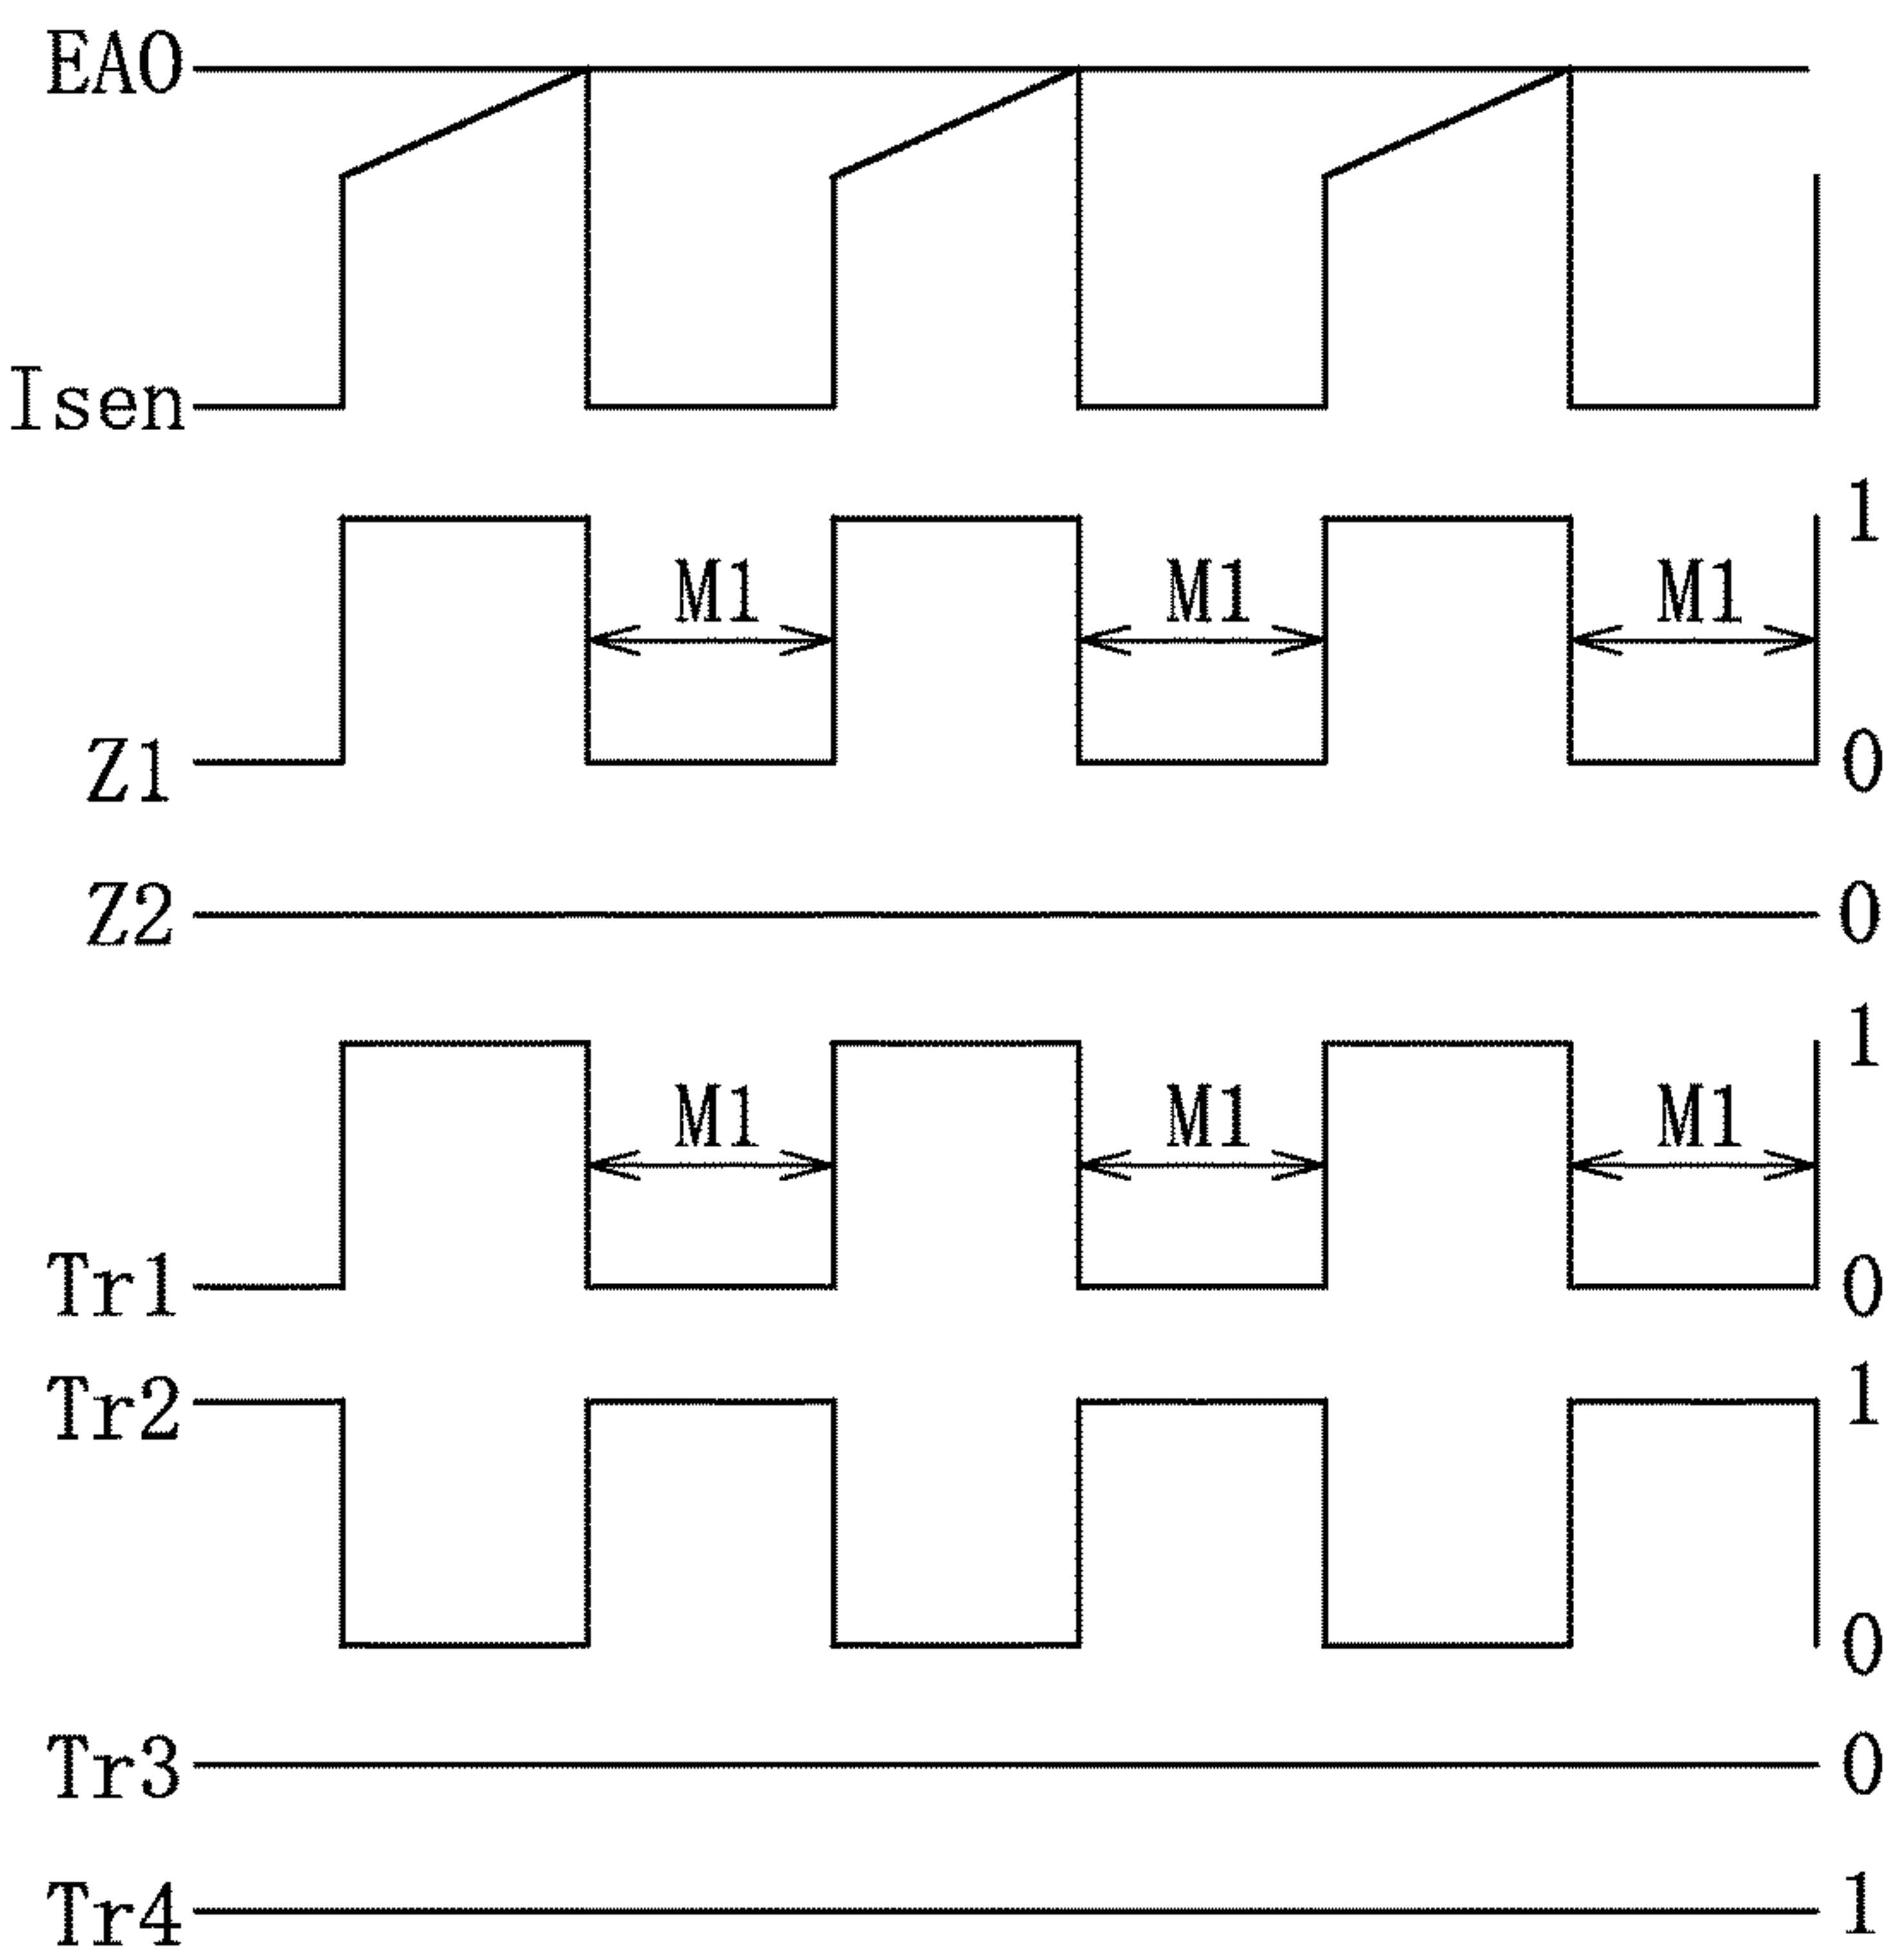 EAO
Isen
1
M1 M1 M1
Z1 0
Z2 0
1
M1 M1 M1
Tr1 0
Tr2 1
0
Tr3 0
Tr4 1